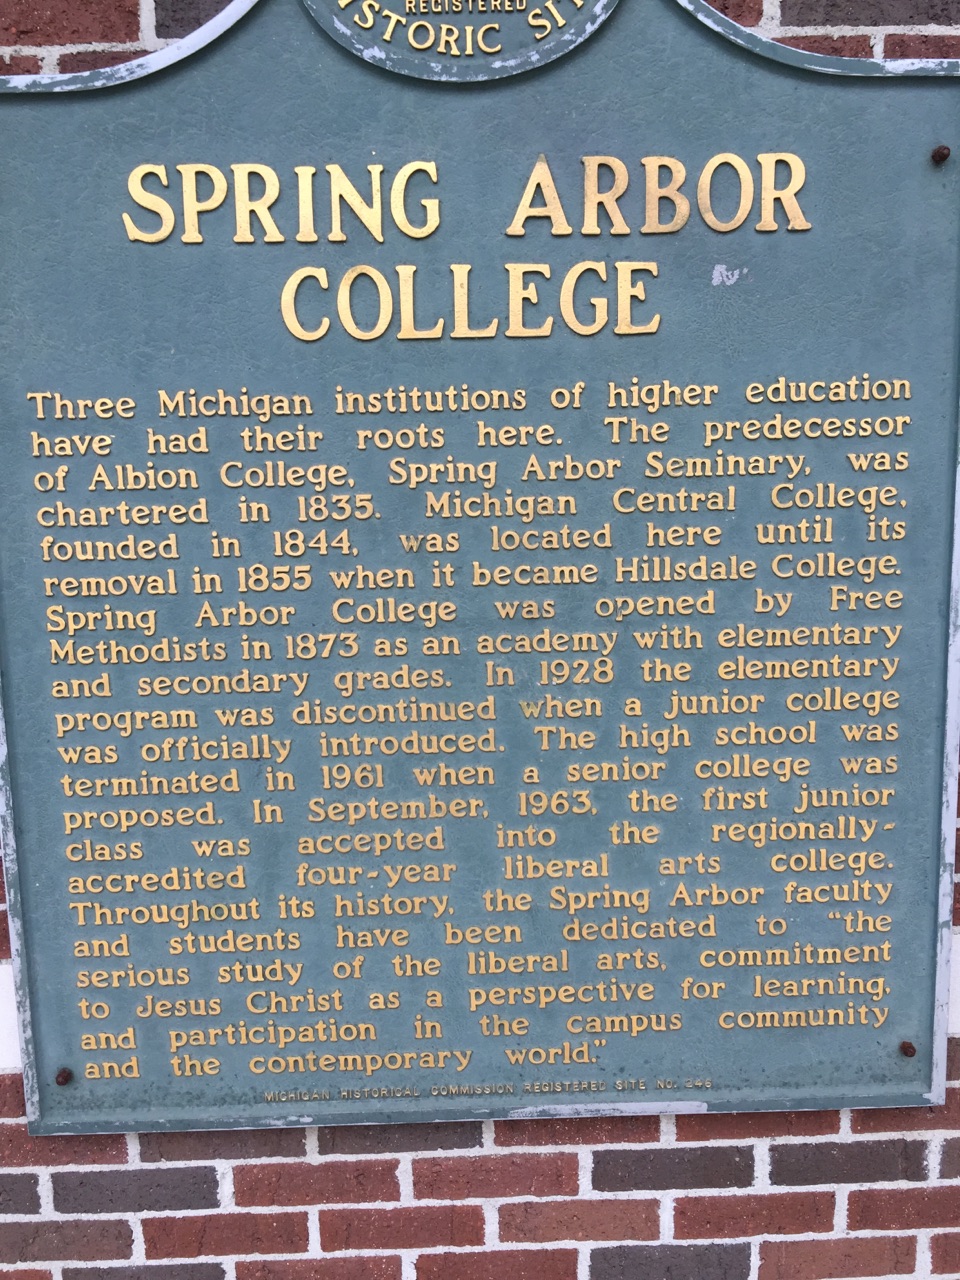 REGISTERED
HISTORIC SITE
SPRING ARBOR
COLLEGE
Three Michigan institutions of higher education
have had their roots here. The predecessor
of Albion College, Spring Arbor Seminary, was
chartered in 1835. Michigan Central College,
founded in 1844, was located here until its
removal in 1855 when it became Hillsdale College.
Spring Arbor College was opened by Free
Methodists in 1873 as an academy with elementary
and secondary grades. In 1928 the elementary
program was discontinued when a junior college
was officially introduced. The high school was
terminated in 1961 when a senior college was
proposed. In September, 1963, the first junior
class was accepted into the regionally-
accredited four-year liberal arts college.
Throughout its history, the Spring Arbor faculty
and students have been dedicated to "the
serious study of the liberal arts, commitment
to Jesus Christ as a perspective for learning,
and participation in the campus community
and the contemporary world."
MICHIGAN HISTORICAL COMMISSION REGISTERED SITE NO. 246